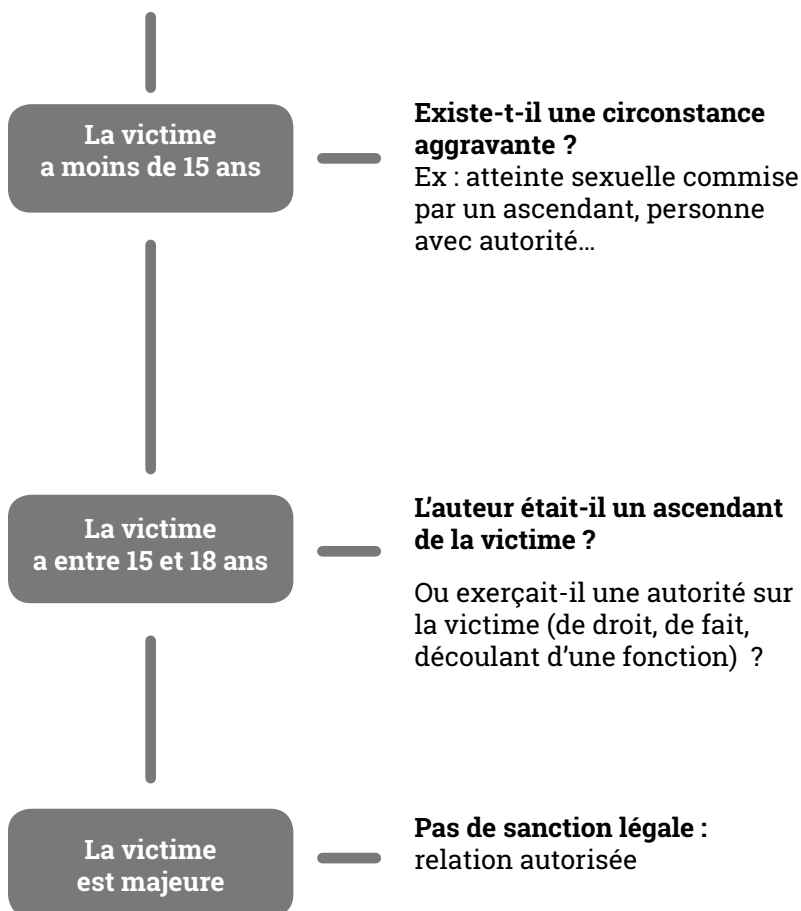 La victime
a moins de 15 ans
Existe-t-il une circonstance
aggravante ?
Ex : atteinte sexuelle commise
par un ascendant, personne
avec autorité…
La victime
a entre 15 et 18 ans
L’auteur était-il un ascendant
de la victime ?
Ou exerçait-il une autorité sur
la victime (de droit, de fait,
découlant d’une fonction)  ?
La victime
est majeure
Pas de sanction légale :
relation autorisée